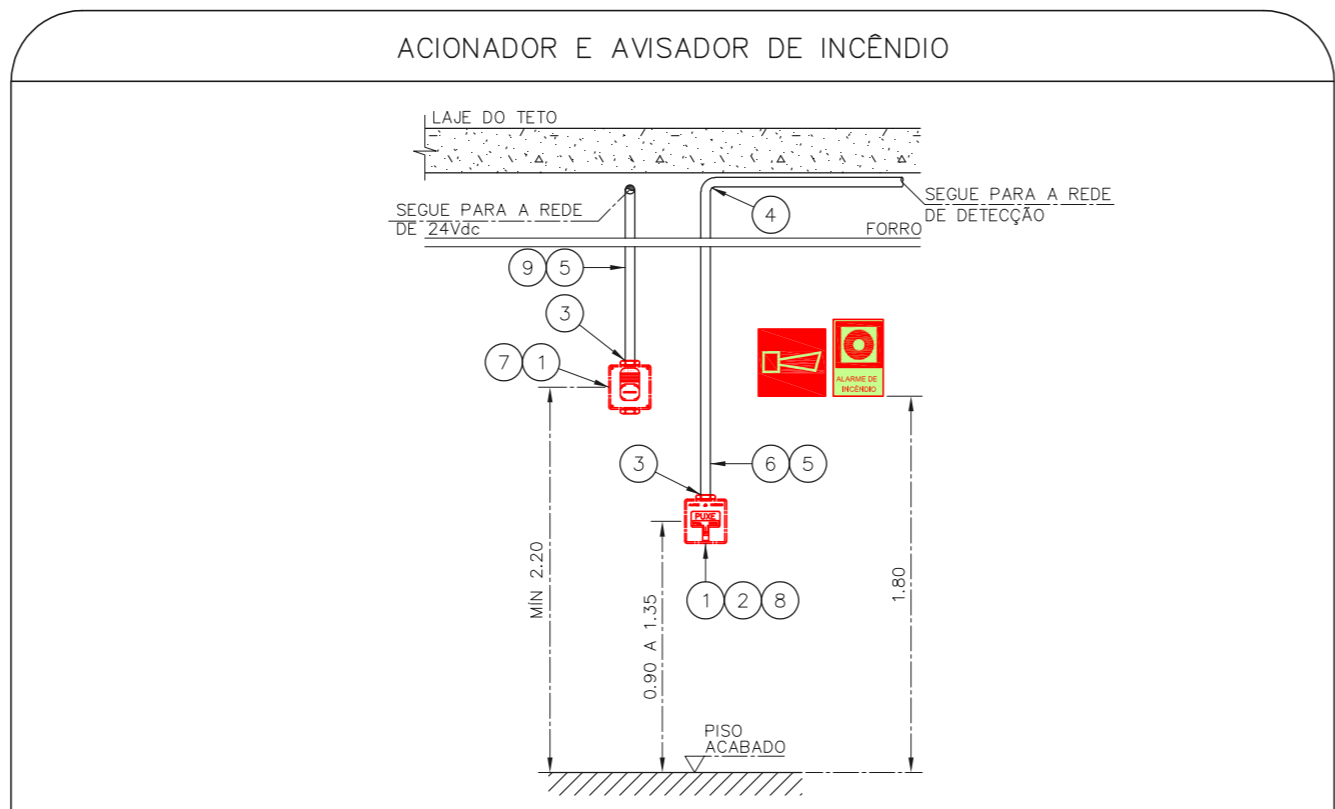 ACIONADOR E AVISADOR DE INCÊNDIO
LAJE DO TETO
SEGUE PARA A REDE
DE 24Vdc
4
SEGUE PARA A REDE
DE DETECÇÃO
FORRO
9 5
3
7 1
ALARME DE
INCÊNDIO
3
6 5
PUXE
1 2 8
MÍN 2.20
0.90 A 1.35
1.80
PISO
ACABADO